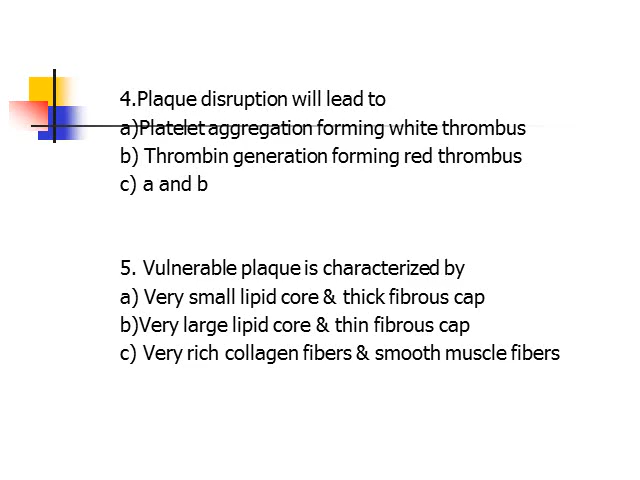 4.Plaque disruption will lead to
a)Platelet aggregation forming white thrombus
b) Thrombin generation forming red thrombus
c) a and b
5. Vulnerable plaque is characterized by
a) Very small lipid core & thick fibrous cap
b)Very large lipid core & thin fibrous cap
c) Very rich collagen fibers & smooth muscle fibers